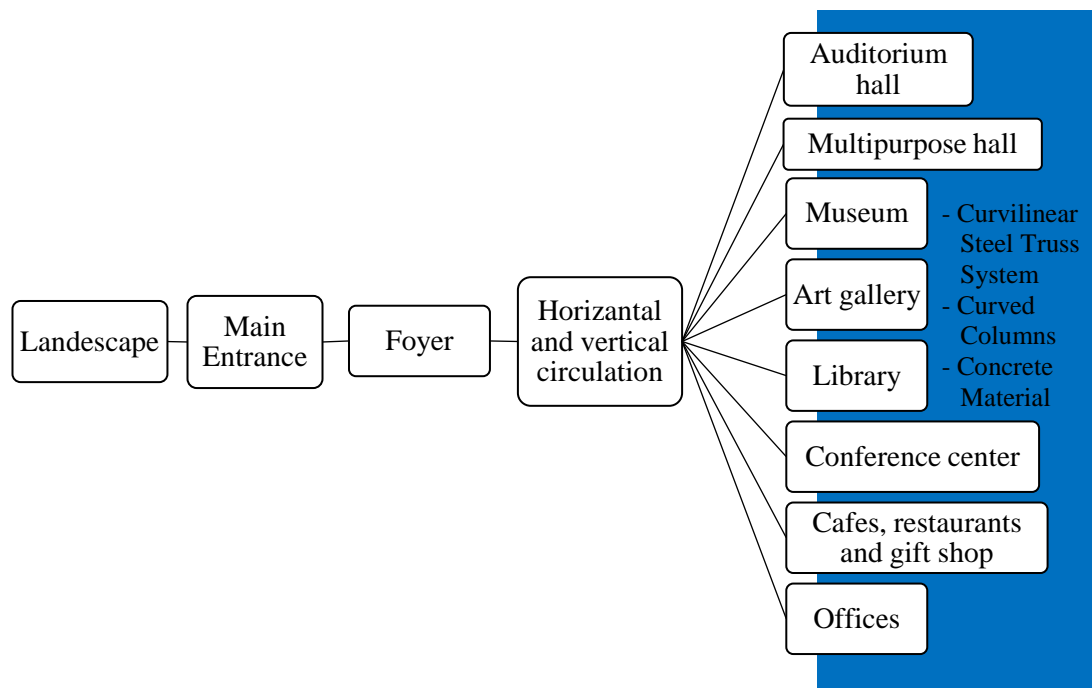 Landescape
Main
Entrance
Foyer
Horizantal
and vertical
circulation
Auditorium
hall
Multipurpose hall
Museum
Art gallery
Library
Conference center
Cafes, restaurants
and gift shop
Offices
- Curvilinear
Steel Truss
System
- Curved
Columns
- Concrete
Material